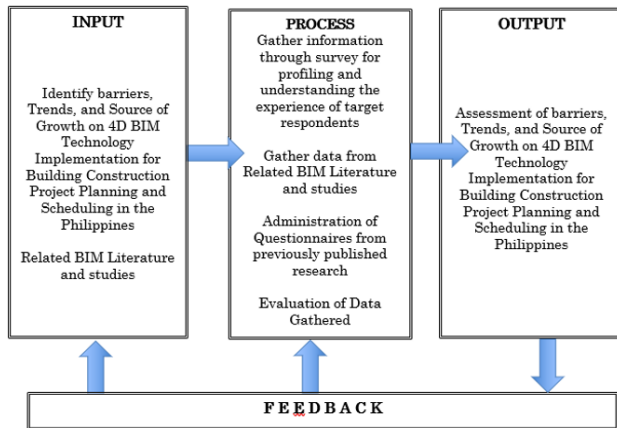 INPUT
Identify barriers,
Trends, and Source of
Growth on 4D BIM
Technology
Implementation for
Building Construction
Project Planning and
Scheduling in the
Philippines
Related BIM Literature
and studies
PROCESS
Gather information
through survey for
profiling and
understanding the
experience of target
respondents
Gather data from
Related BIM Literature
and studies
Administration of
Questionnaires from
previously published
research
Evaluation of Data
Gathered
OUTPUT
Assessment of barriers,
Trends, and Source of
Growth on 4D BIM
Technology
Implementation for
Building Construction
Project Planning and
Scheduling in the
Philippines
FEEDBACK